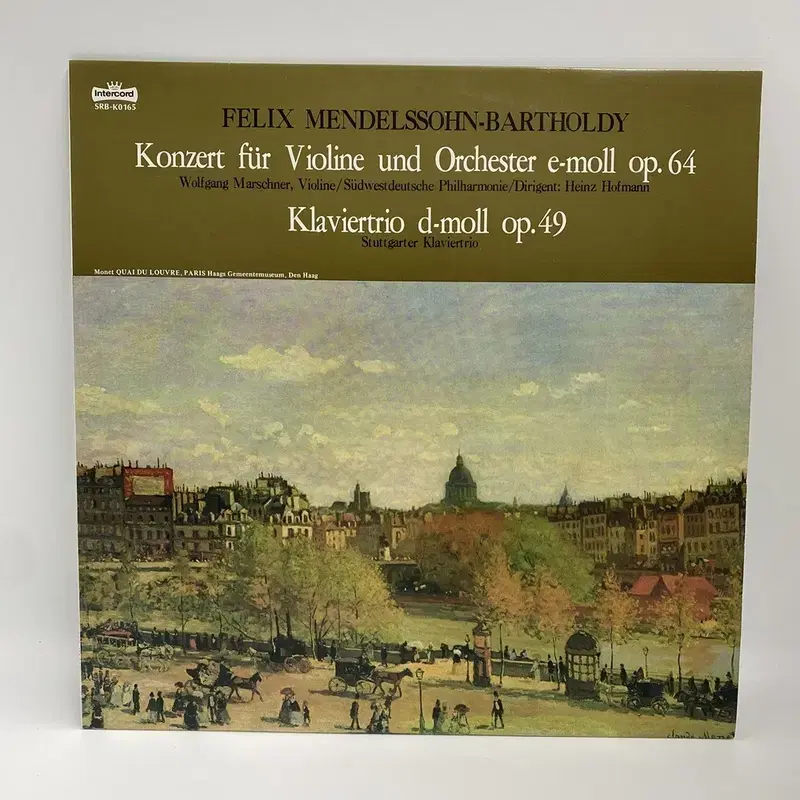 Intercord
SRB-K0165
FELIX MENDELSSOHN-BARTHOLDY
Konzert für Violine und Orchester e-moll op. 64
Wolfgang Marschner, Violine/Südwestdeutsche Philharmonie/Dirigent: Heinz Hofmann
Klaviertrio d-moll op. 49
Stuttgarter Klaviertrio
Monet QUAI DU LOUVRE, PARIS Haags Gemeentemuseum, Den Haag